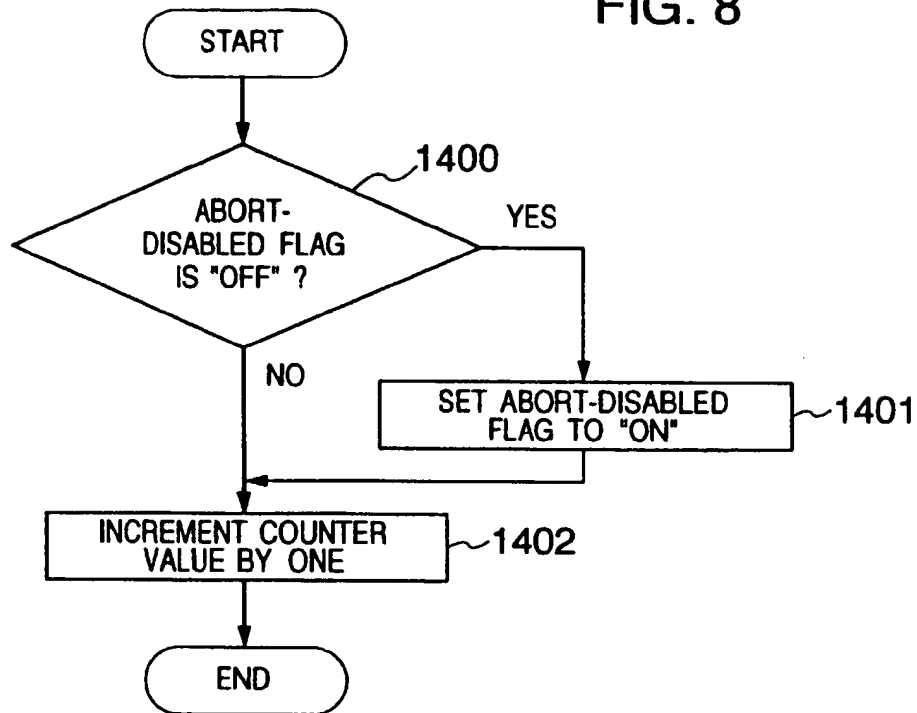 FIG. 8
START
1400
ABORT-
DISABLED FLAG
IS "OFF" ?
YES
NO
SET ABORT-DISABLED
FLAG TO "ON"
1401
INCREMENT COUNTER
VALUE BY ONE
1402
END